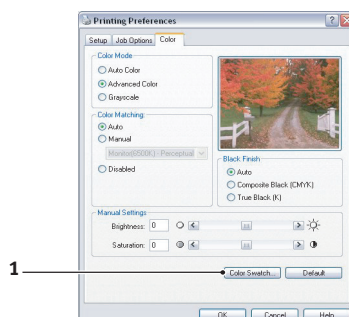 Printing Preferences
Setup Job Options Color
Color Mode
Auto Color
Advanced Color
Grayscale
Color Matching:
Auto
Manual
Monitor(6500K) - Perceptual
Disabled
Black Finish
Auto
Composite Black (CMYK)
True Black (K)
Manual Settings
Brightness: 0
Saturation: 0
1
Color Swatch... Default
OK Cancel Help